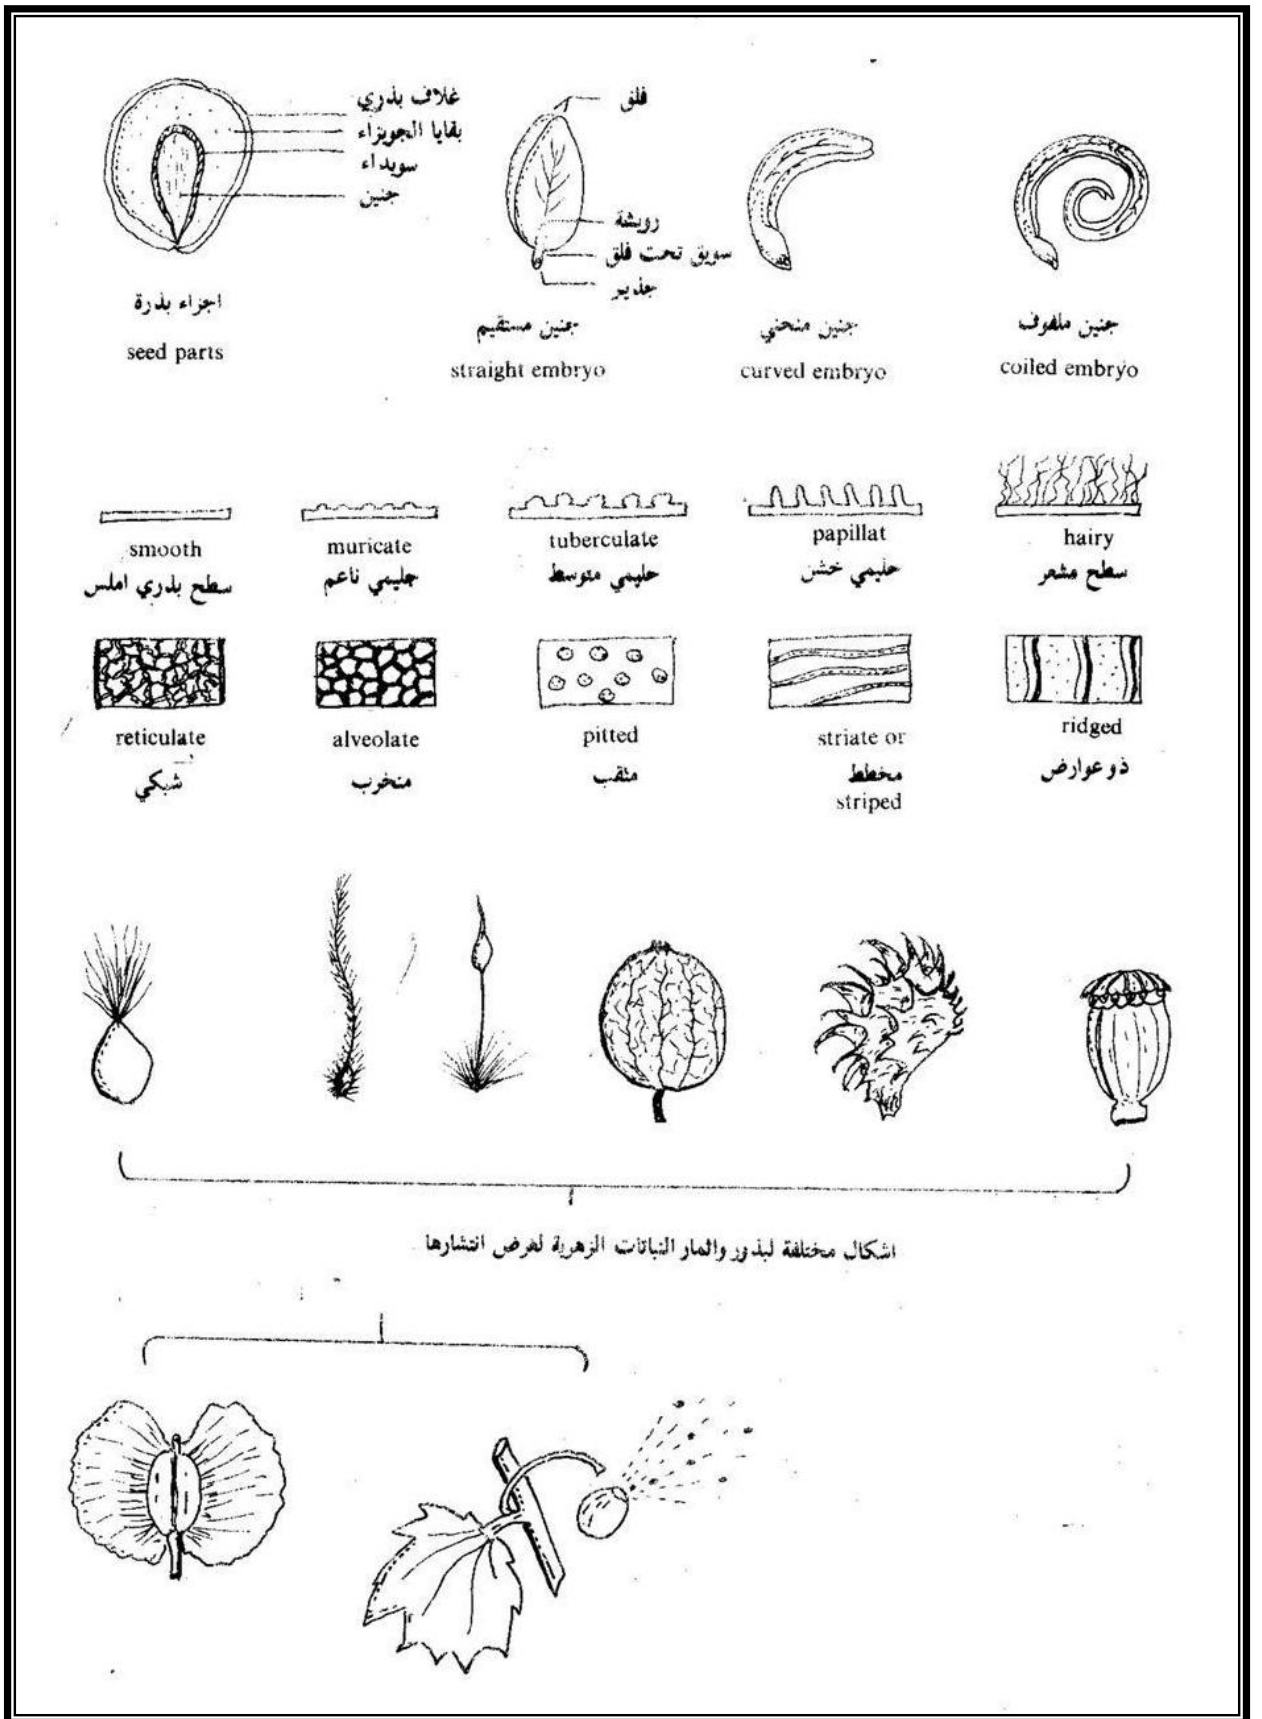 غلاف بذري
بقايا الجويزاء
سويداء
جنين
اجزاء بذرة
seed parts
فلق
رويشة
سويق تحت فلق
جذير
جنين مستقيم
straight embryo
جنين منحني
curved embryo
جنين ملفوف
coiled embryo
smooth
سطح بذري املس
muricate
حليمي ناعم
tuberculate
حليمي متوسط
papillat
حليمي خشن
hairy
سطح مشعر
reticulate
شبكي
alveolate
منخرب
pitted
مثقب
striate or
مخطط
striped
ridged
ذو عوارض
اشكال مختلفة لبذور واثمار النباتات الزهرية لغرض انتشارها